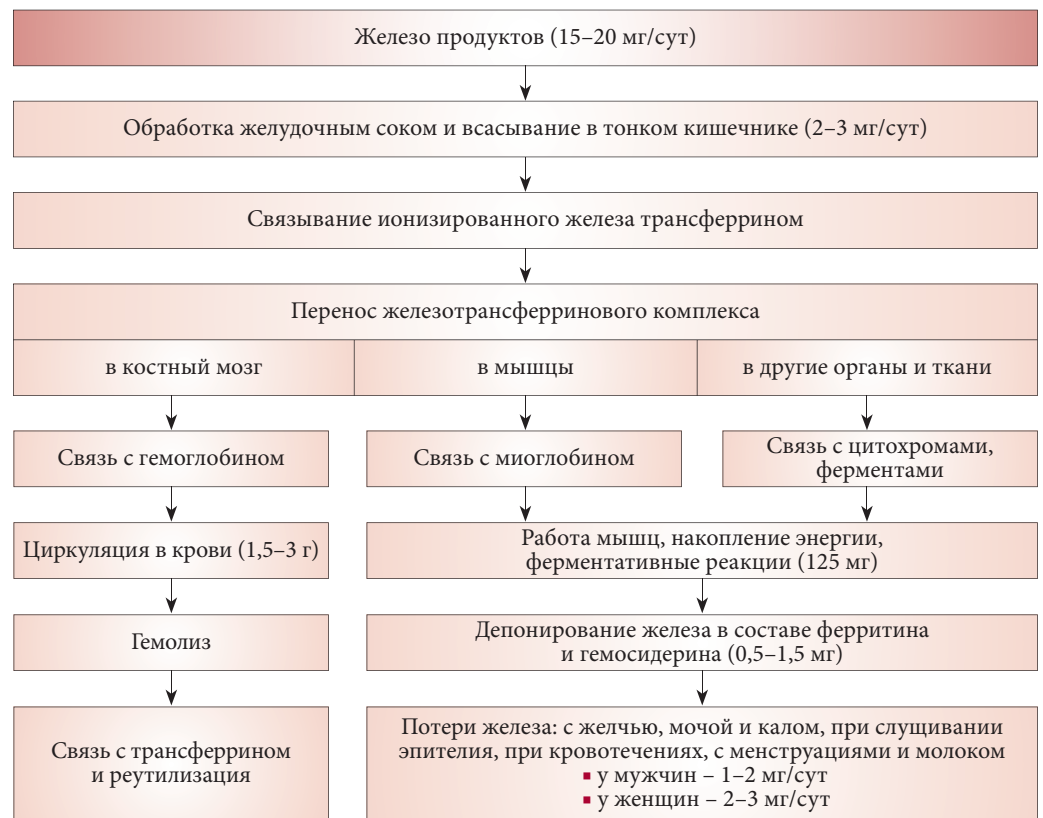 Железо продуктов (15–20 мг/сут)
Обработка желудочным соком и всасывание в тонком кишечнике (2–3 мг/сут)
Связывание ионизированного железа трансферрином
Перенос железотрансферринового комплекса
в костный мозг
в мышцы
в другие органы и ткани
Связь с гемоглобином
Связь с миоглобином
Связь с цитохромами,
ферментами
Циркуляция в крови (1,5–3 г)
Работа мышц, накопление энергии,
ферментативные реакции (125 мг)
Гемолиз
Депонирование железа в составе ферритина
и гемосидерина (0,5–1,5 мг)
Связь с трансферрином
и реутилизация
Потери железа: с желчью, мочой и калом, при слущивании
эпителия, при кровотечениях, с менструациями и молоком
▪ у мужчин – 1–2 мг/сут
▪ у женщин – 2–3 мг/сут